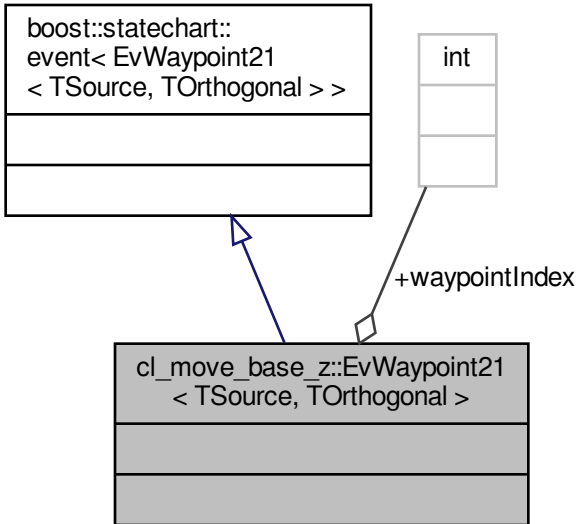 boost::statechart::
event< EvWaypoint21
< TSource, TOrthogonal > >
int
+waypointIndex
cl_move_base_z::EvWaypoint21
< TSource, TOrthogonal >